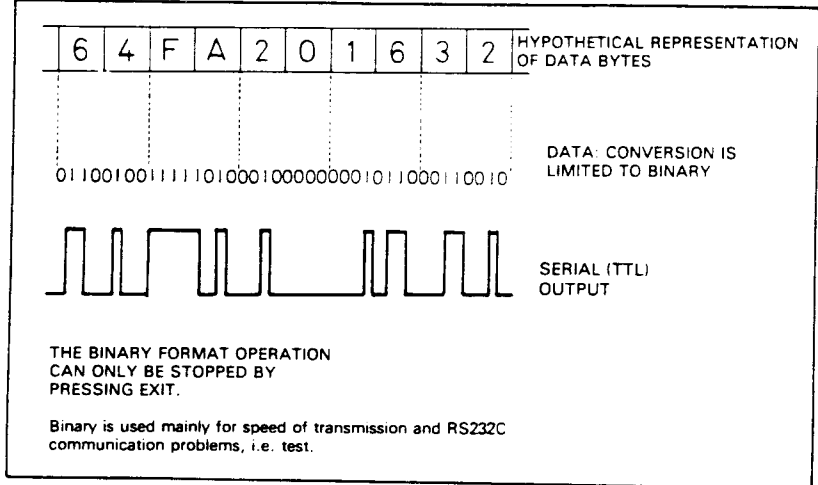 6 4 F A 2 0 1 6 3 2
HYPOTHETICAL REPRESENTATION
OF DATA BYTES
DATA: CONVERSION IS
LIMITED TO BINARY
0110010011111010001000000001011000110010
SERIAL (TTL)
OUTPUT
THE BINARY FORMAT OPERATION
CAN ONLY BE STOPPED BY
PRESSING EXIT.
Binary is used mainly for speed of transmission and RS232C
communication problems, i.e. test.